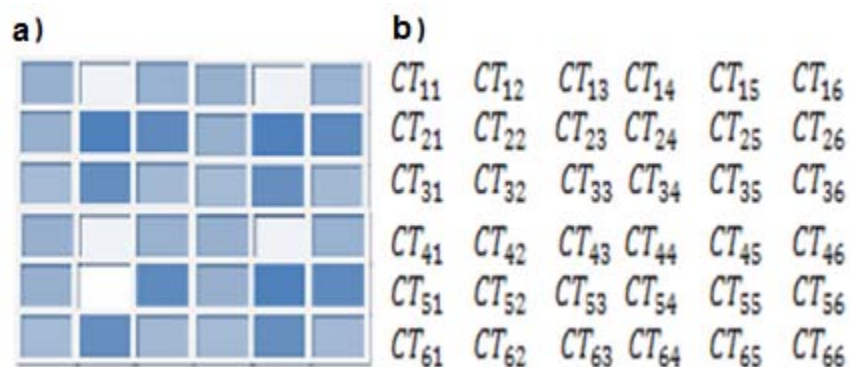 a) b)
CT₁₁ CT₁₂ CT₁₃ CT₁₄ CT₁₅ CT₁₆
CT₂₁ CT₂₂ CT₂₃ CT₂₄ CT₂₅ CT₂₆
CT₃₁ CT₃₂ CT₃₃ CT₃₄ CT₃₅ CT₃₆
CT₄₁ CT₄₂ CT₄₃ CT₄₄ CT₄₅ CT₄₆
CT₅₁ CT₅₂ CT₅₃ CT₅₄ CT₅₅ CT₅₆
CT₆₁ CT₆₂ CT₆₃ CT₆₄ CT₆₅ CT₆₆